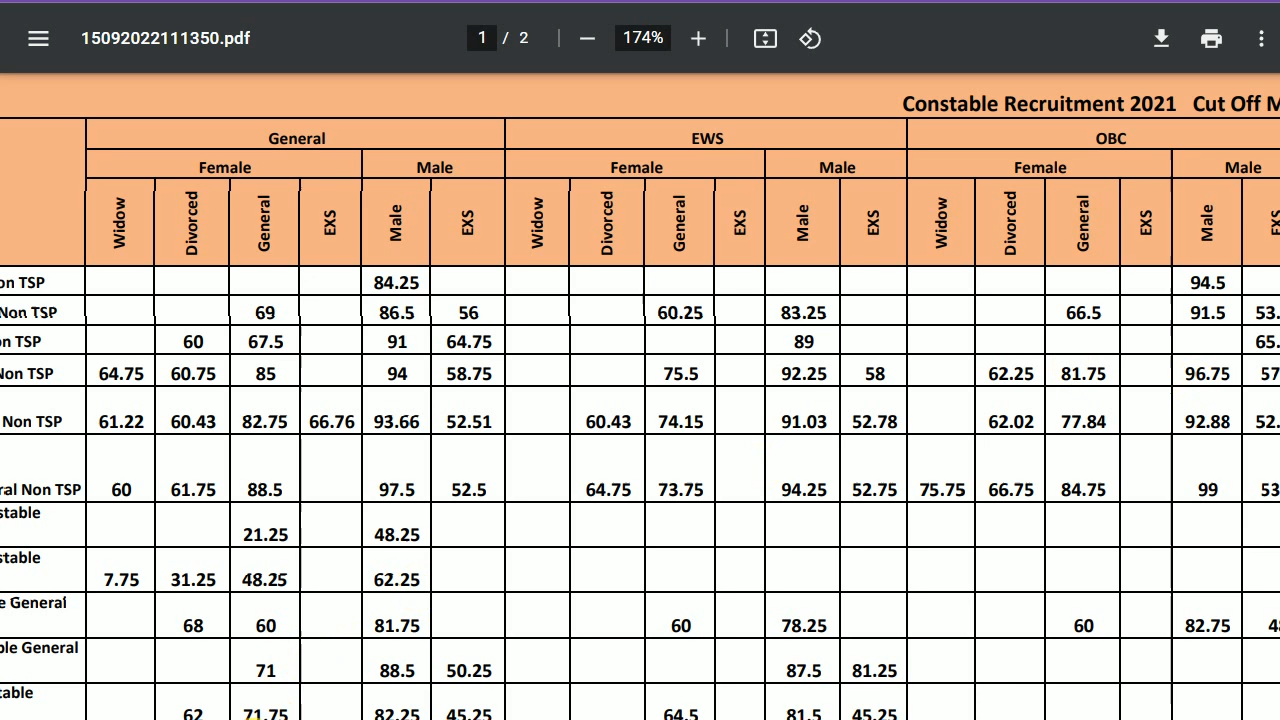 15092022111350.pdf 1 / 2 174%
Constable Recruitment 2021 Cut Off M
General EWS OBC
Female Male Female Male Female Male
Widow Divorced General EXS Male EXS Widow Divorced General EXS Male EXS Widow Divorced General EXS Male EXS
on TSP 84.25 94.5
Non TSP 69 86.5 56 60.25 83.25 66.5 91.5 53.
on TSP 60 67.5 91 64.75 89 65.
Non TSP 64.75 60.75 85 94 58.75 75.5 92.25 58 62.25 81.75 96.75 57
Non TSP 61.22 60.43 82.75 66.76 93.66 52.51 60.43 74.15 91.03 52.78 62.02 77.84 92.88 52.
ral Non TSP 60 61.75 88.5 97.5 52.5 64.75 73.75 94.25 52.75 75.75 66.75 84.75 99 53
stable
21.25 48.25
stable
7.75 31.25 48.25 62.25
e General
68 60 81.75 60 78.25 60 82.75 48
ble General
71 88.5 50.25 87.5 81.25
table
62 71.75 82.25 45.25 64.5 81.5 45.25